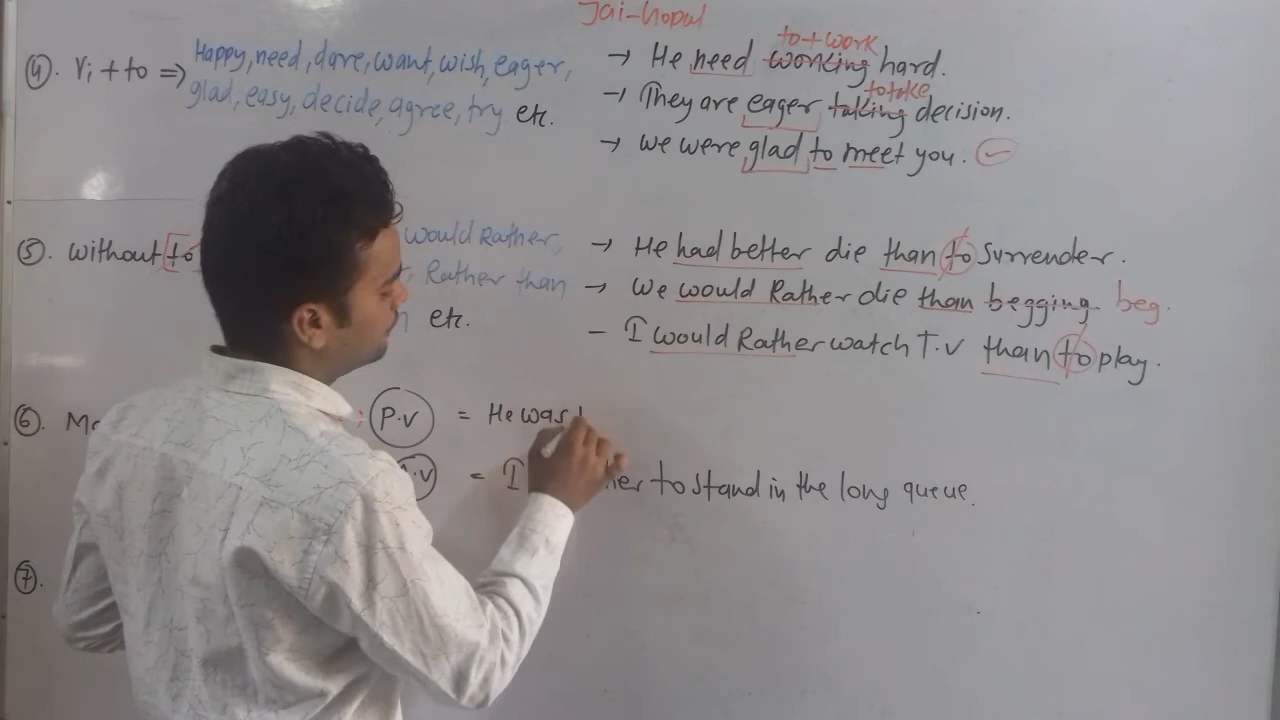 Jai-Gopal
④. V₁ + to ⇒ Happy, need, dare, want, wish, eager,
glad, easy, decide, agree, try etc.
→ He need working hard.
to + work
→ They are eager taking decision.
to take
→ We were glad to meet you.
⑤. Without to would Rather,
Rather than
etc.
→ He had better die than to Surrender.
→ We would Rather die than begging beg.
- I would Rather watch T.V than to play.
⑥. P.V = He was
.V = I to stand in the long queue.
⑦.